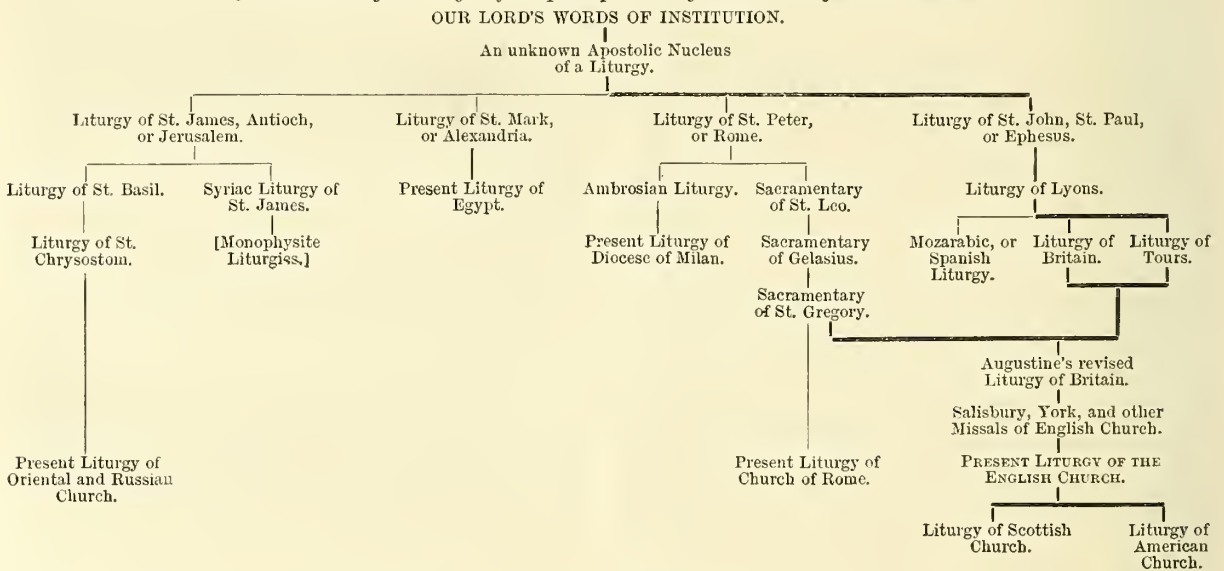 OUR LORD'S WORDS OF INSTITUTION.
An unknown Apostolic Nucleus
of a Liturgy.
Liturgy of St. James, Antioch,
or Jerusalem.
Liturgy of St. Mark,
or Alexandria.
Liturgy of St. Peter,
or Rome.
Liturgy of St. John, St. Paul,
or Ephesus.
Liturgy of St. Basil.
Syriac Liturgy of
St. James.
Present Liturgy of
Egypt.
Ambrosian Liturgy.
Sacramentary
of St. Leo.
Liturgy of Lyons.
Liturgy of St.
Chrysostom.
[Monophysite
Liturgies.]
Present Liturgy of
Diocese of Milan.
Sacramentary
of Gelasius.
Mozarabic, or
Spanish
Liturgy.
Liturgy of
Britain.
Liturgy of
Tours.
Sacramentary
of St. Gregory.
Augustine's revised
Liturgy of Britain.
Salisbury, York, and other
Missals of English Church.
Present Liturgy of
Oriental and Russian
Church.
Present Liturgy of
Church of Rome.
PRESENT LITURGY OF THE
ENGLISH CHURCH.
Liturgy of Scottish
Church.
Liturgy of
American
Church.